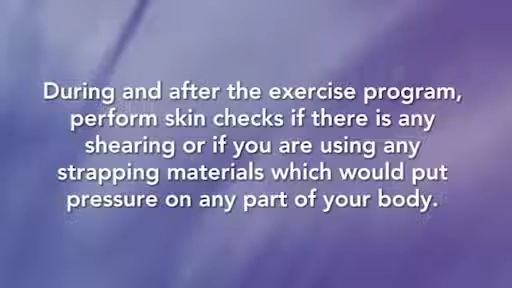 During and after the exercise program,
perform skin checks if there is any
shearing or if you are using any
strapping materials which would put
pressure on any part of your body.